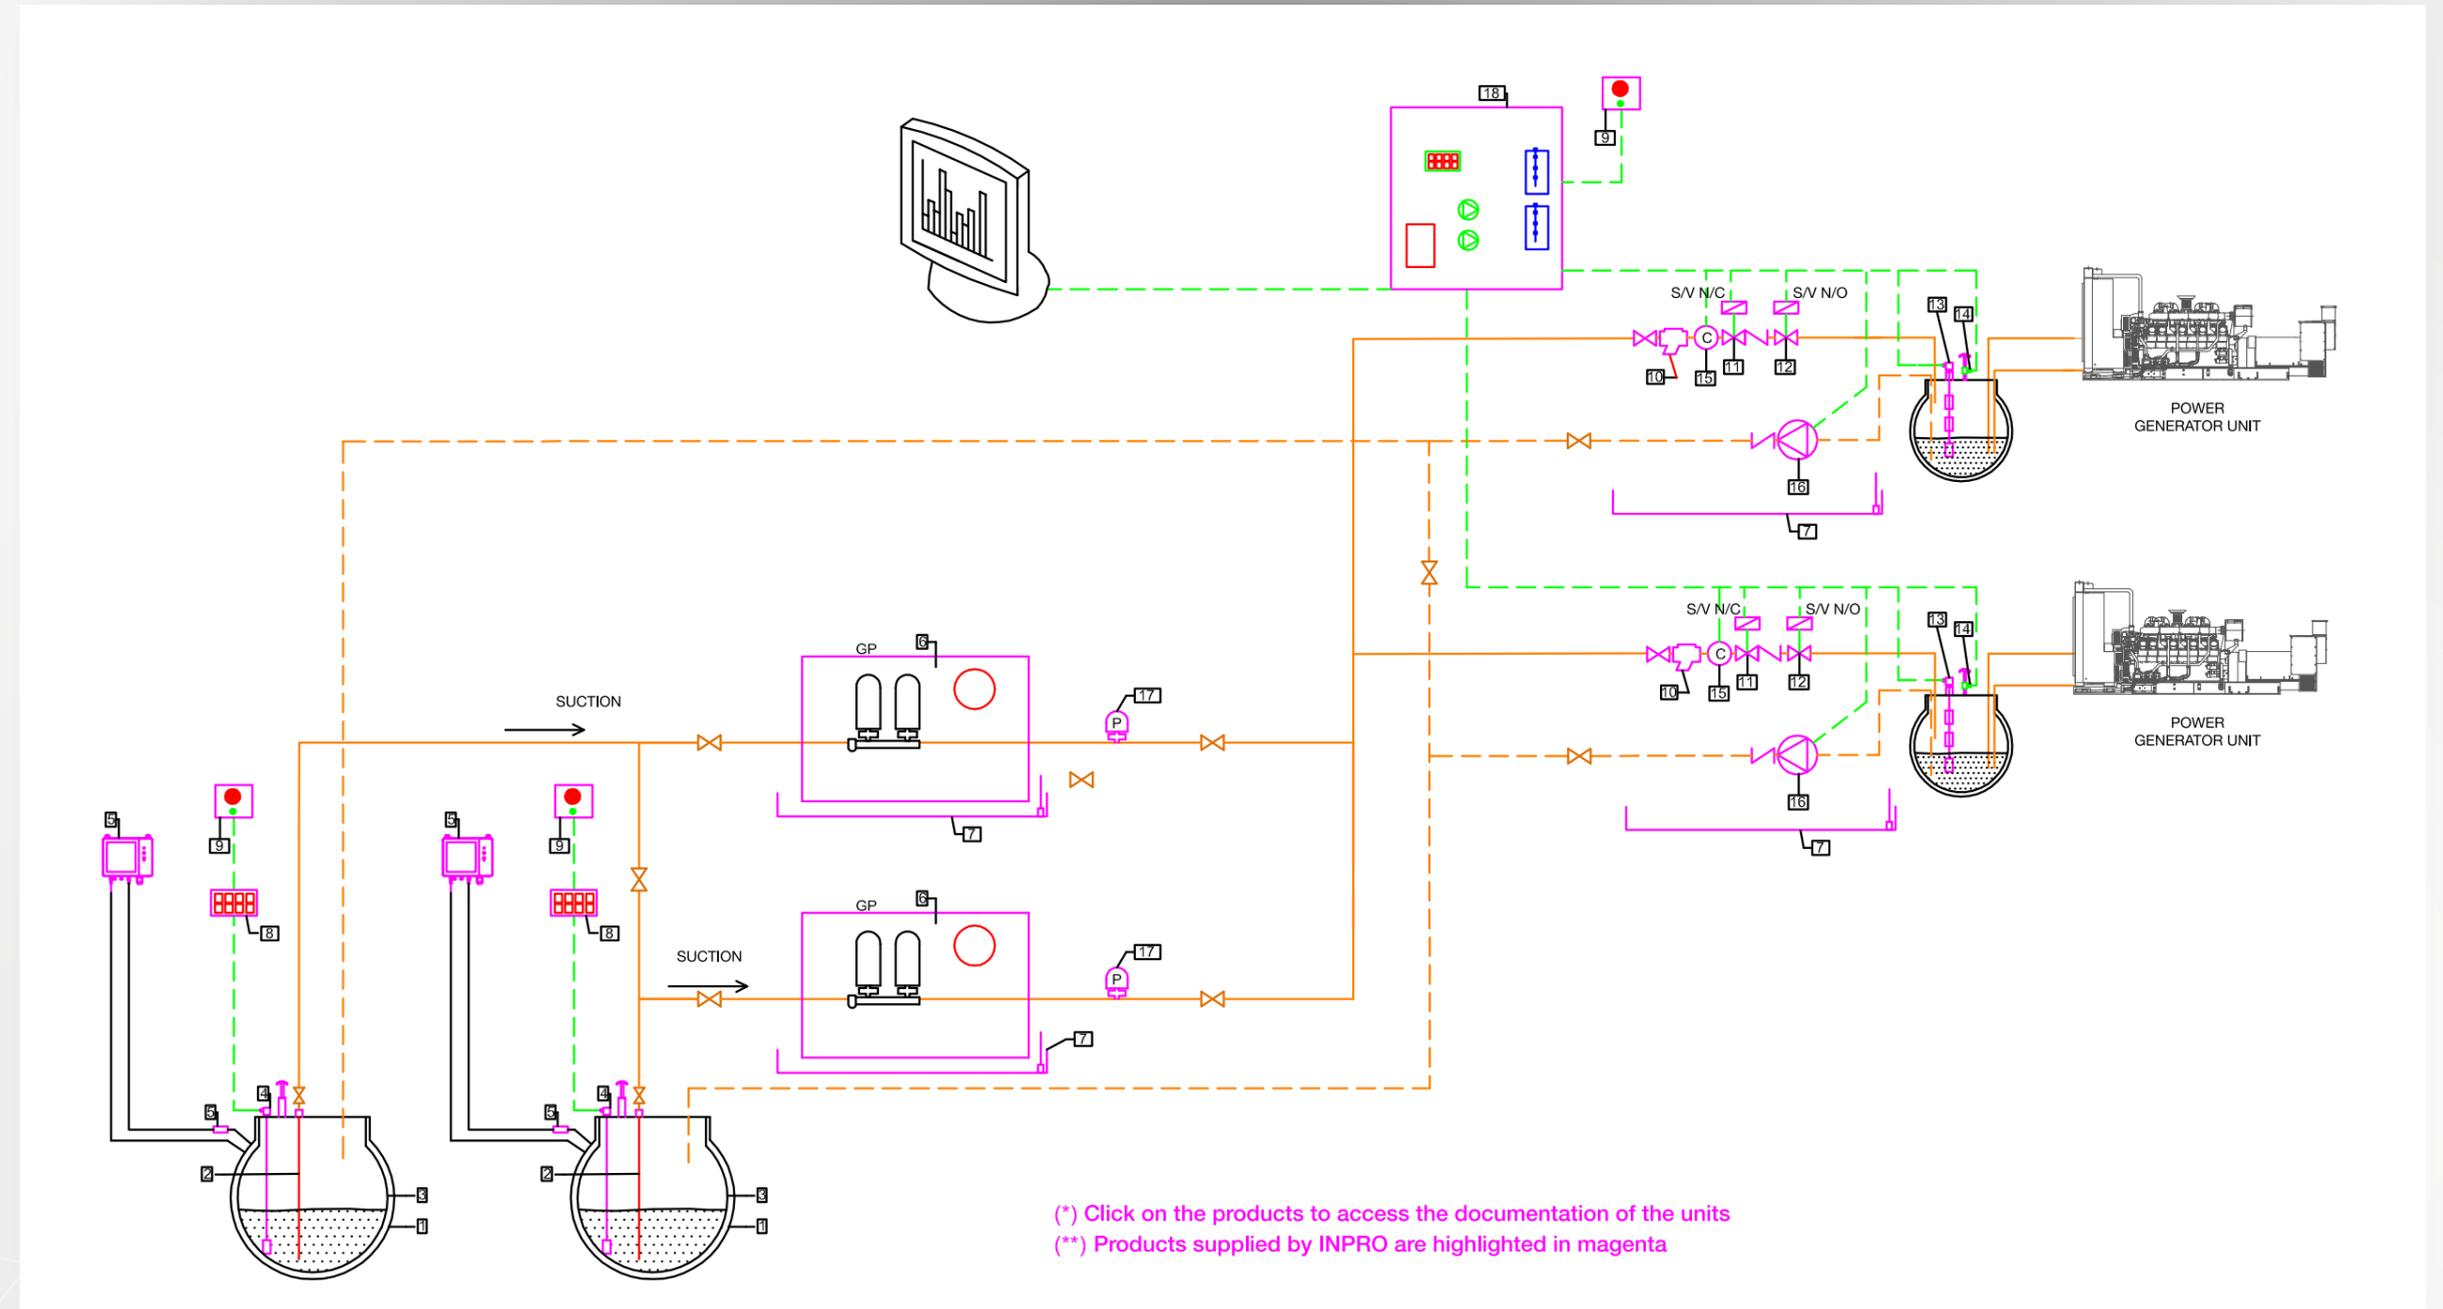 18
9
S/V N/C
S/V N/O
13
14
C
10
15
11
12
POWER
GENERATOR UNIT
16
7
S/V N/C
S/V N/O
13
14
C
10
15
11
12
POWER
GENERATOR UNIT
16
7
GP
6
SUCTION
17
P
7
5
9
8
5
9
8
GP
6
SUCTION
17
P
7
4
5
2
3
1
4
5
2
3
1
(*) Click on the products to access the documentation of the units
(**) Products supplied by INPRO are highlighted in magenta